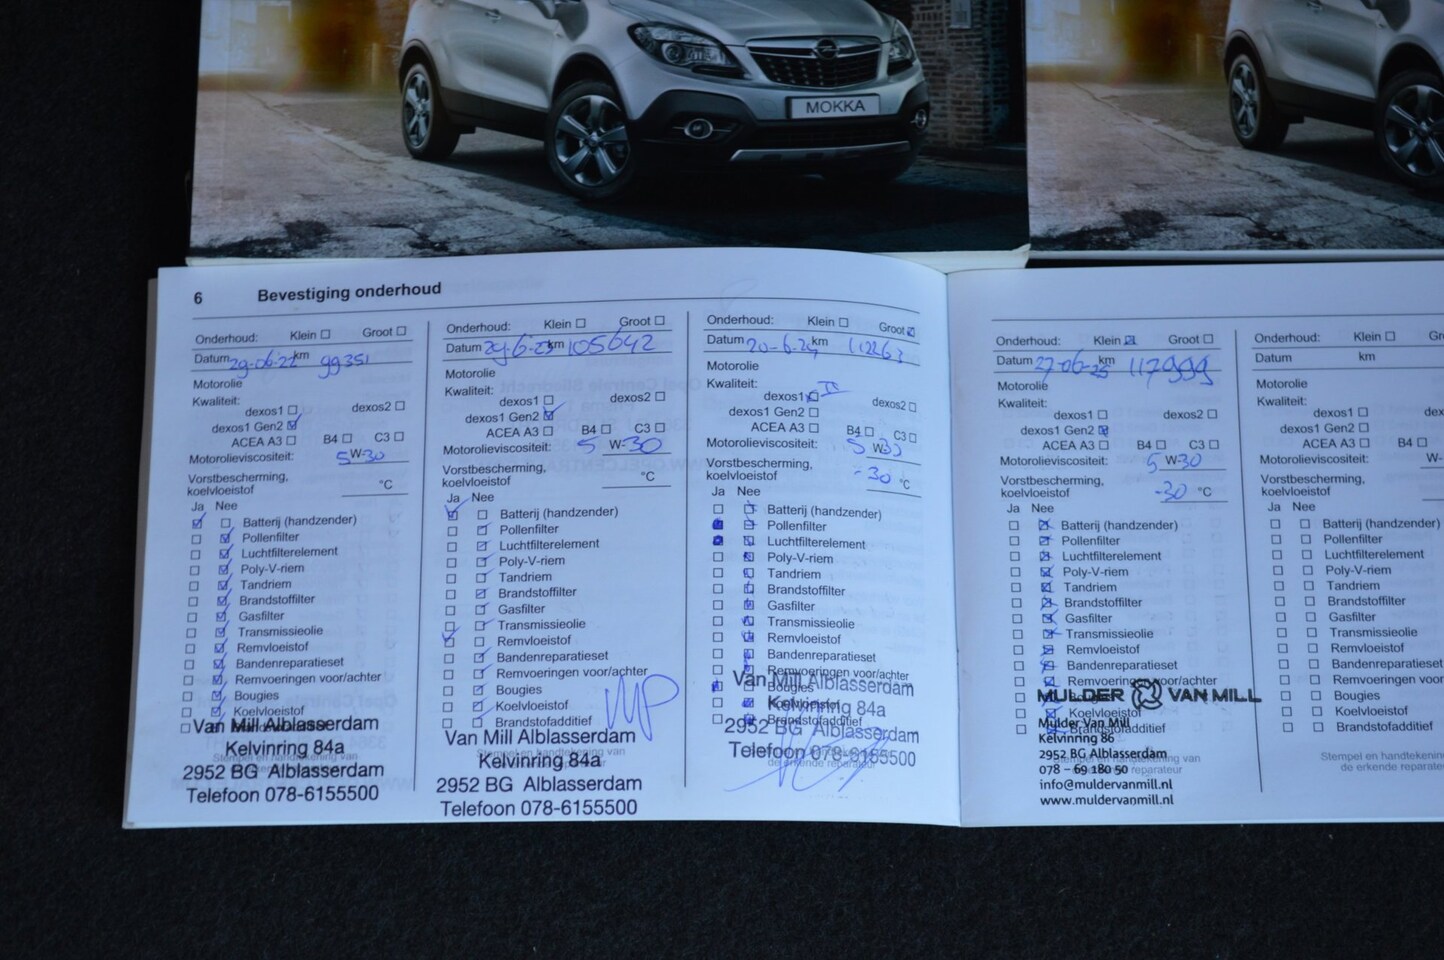 MOKKA
6 Bevestiging onderhoud
Onderhoud: Klein Groot
Datum 29-06-22 km 99351
Motorolie
Kwaliteit:
dexos1 dexos2
dexos1 Gen2
ACEA A3 B4 C3
Motorolieviscositeit: 5 W-30
Vorstbescherming,
koelvloeistof °C
Ja Nee
Batterij (handzender)
Pollenfilter
Luchtfilterelement
Poly-V-riem
Tandriem
Brandstoffilter
Gasfilter
Transmissieolie
Remvloeistof
Bandenreparatieset
Remvoeringen voor/achter
Bougies
Koelvloeistof
Van Mill Alblasserdam
Kelvinring 84a
2952 BG Alblasserdam
Telefoon 078-6155500
Onderhoud: Klein Groot
Datum 29-6-23 km 105642
Motorolie
Kwaliteit:
dexos1 dexos2
dexos1 Gen2
ACEA A3 B4 C3
Motorolieviscositeit: 5 W-30
Vorstbescherming,
koelvloeistof °C
Ja Nee
Batterij (handzender)
Pollenfilter
Luchtfilterelement
Poly-V-riem
Tandriem
Brandstoffilter
Gasfilter
Transmissieolie
Remvloeistof
Bandenreparatieset
Remvoeringen voor/achter
Bougies
Koelvloeistof
Brandstofadditief
Van Mill Alblasserdam
Kelvinring 84a
2952 BG Alblasserdam
Telefoon 078-6155500
Onderhoud: Klein Groot
Datum 20-6-24 km 112263
Motorolie
Kwaliteit:
dexos1 dexos2
dexos1 Gen2
ACEA A3 B4 C3
Motorolieviscositeit: 5 W30
Vorstbescherming,
koelvloeistof -30 °C
Ja Nee
Batterij (handzender)
Pollenfilter
Luchtfilterelement
Poly-V-riem
Tandriem
Brandstoffilter
Gasfilter
Transmissieolie
Remvloeistof
Bandenreparatieset
Remvoeringen voor/achter
Bougies
Koelvloeistof
Brandstofadditief
Van Mill Alblasserdam
Kelvinring 84a
2952 BG Alblasserdam
Telefoon 078-6155500
Onderhoud: Klein Groot
Datum 27-06-25 km 117999
Motorolie
Kwaliteit:
dexos1 dexos2
dexos1 Gen2
ACEA A3 B4 C3
Motorolieviscositeit: 5 W-30
Vorstbescherming,
koelvloeistof -30 °C
Ja Nee
Batterij (handzender)
Pollenfilter
Luchtfilterelement
Poly-V-riem
Tandriem
Brandstoffilter
Gasfilter
Transmissieolie
Remvloeistof
Bandenreparatieset
Remvoeringen voor/achter
Koelvloeistof
Brandstofadditief
MULDER VAN MILL
Mulder Van Mill
Kelvinring 86
2952 BG Alblasserdam
078 - 69 180 50
info@muldervanmill.nl
www.muldervanmill.nl
Onderhoud: Klein Groot
Datum km
Motorolie
Kwaliteit:
dexos1
dexos1 Gen2
ACEA A3 B4
Motorolieviscositeit: W-
Vorstbescherming,
koelvloeistof
Ja Nee
Batterij (handzender)
Pollenfilter
Luchtfilterelement
Poly-V-riem
Tandriem
Brandstoffilter
Gasfilter
Transmissieolie
Remvloeistof
Bandenreparatieset
Remvoeringen voor
Bougies
Koelvloeistof
Brandstofadditief
Stempel en handtekening
de erkende reparate